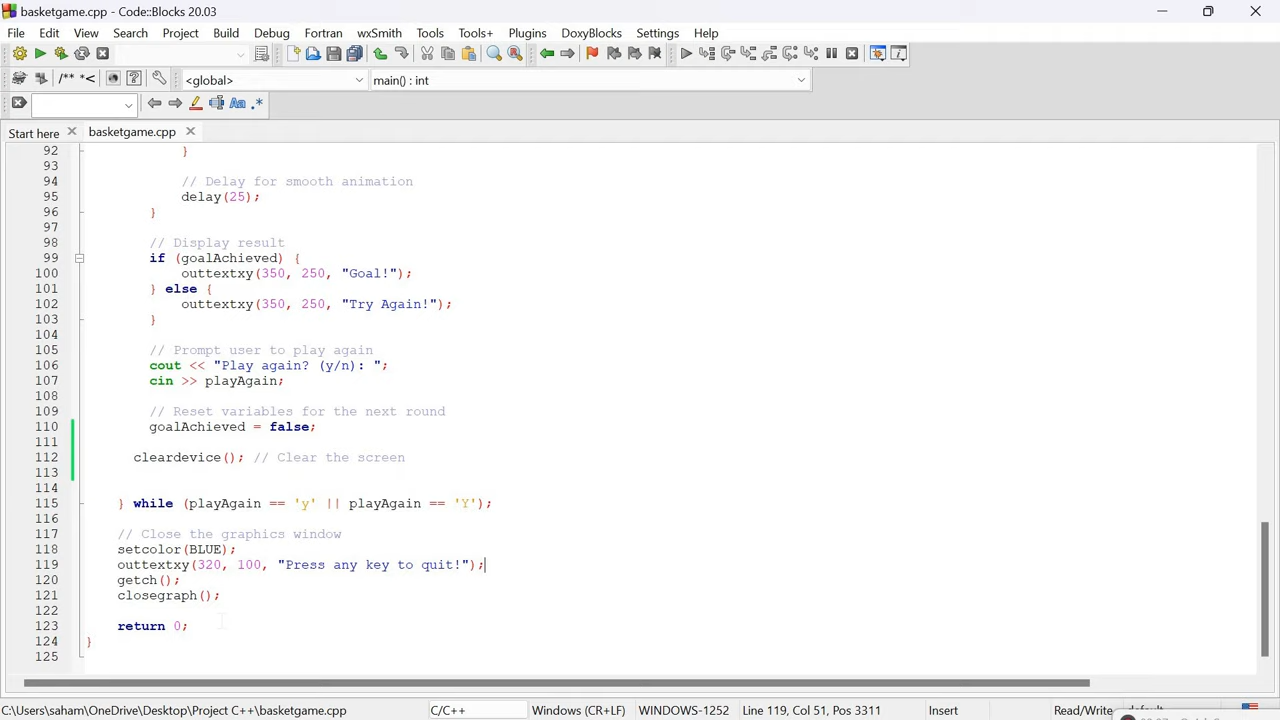 basketgame.cpp - Code::Blocks 20.03
File Edit View Search Project Build Debug Fortran wxSmith Tools Tools+ Plugins DoxyBlocks Settings Help
/** *< <global> main() : int
Aa .*
Start here basketgame.cpp
92 }
93
94 // Delay for smooth animation
95 delay(25);
96 }
97
98 // Display result
99 if (goalAchieved) {
100 outtextxy(350, 250, "Goal!");
101 } else {
102 outtextxy(350, 250, "Try Again!");
103 }
104
105 // Prompt user to play again
106 cout << "Play again? (y/n): ";
107 cin >> playAgain;
108
109 // Reset variables for the next round
110 goalAchieved = false;
111
112 cleardevice(); // Clear the screen
113
114
115 } while (playAgain == 'y' || playAgain == 'Y');
116
117 // Close the graphics window
118 setcolor(BLUE);
119 outtextxy(320, 100, "Press any key to quit!");
120 getch();
121 closegraph();
122
123 return 0;
124 }
125
C:\Users\saham\OneDrive\Desktop\Project C++\basketgame.cpp C/C++ Windows (CR+LF) WINDOWS-1252 Line 119, Col 51, Pos 3311 Insert Read/Write default